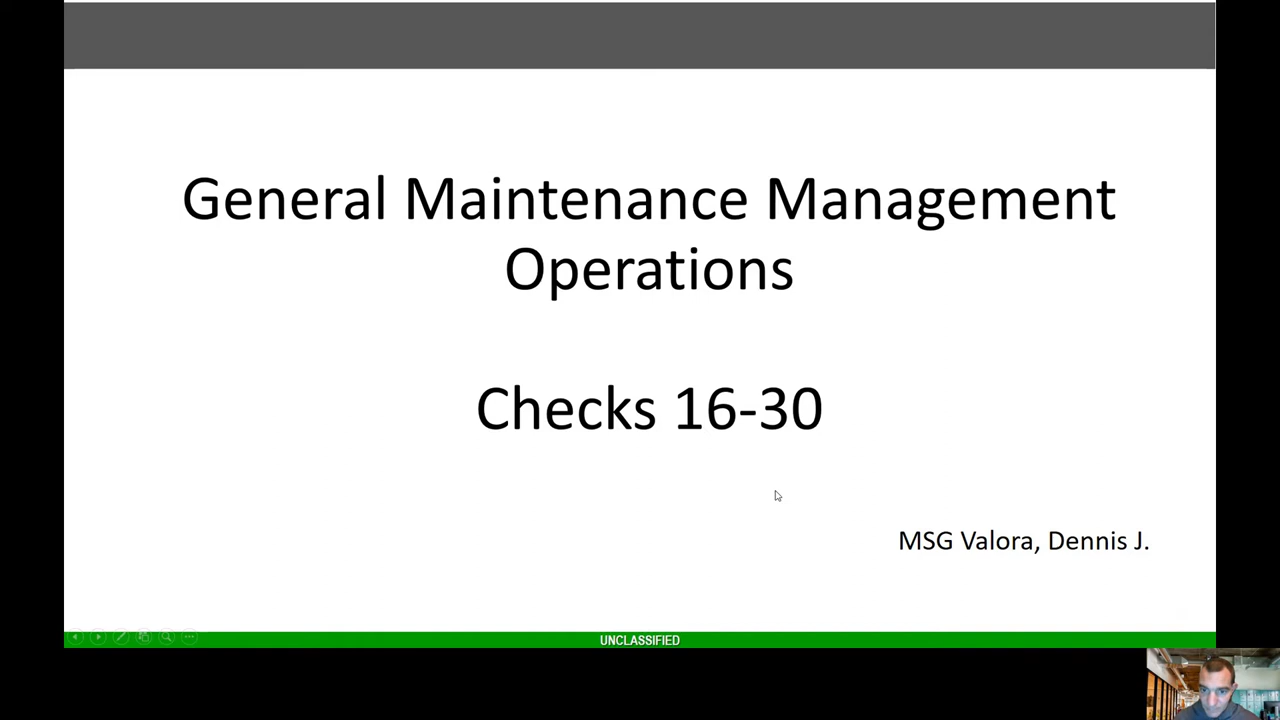 General Maintenance Management
Operations
Checks 16-30
MSG Valora, Dennis J.
UNCLASSIFIED